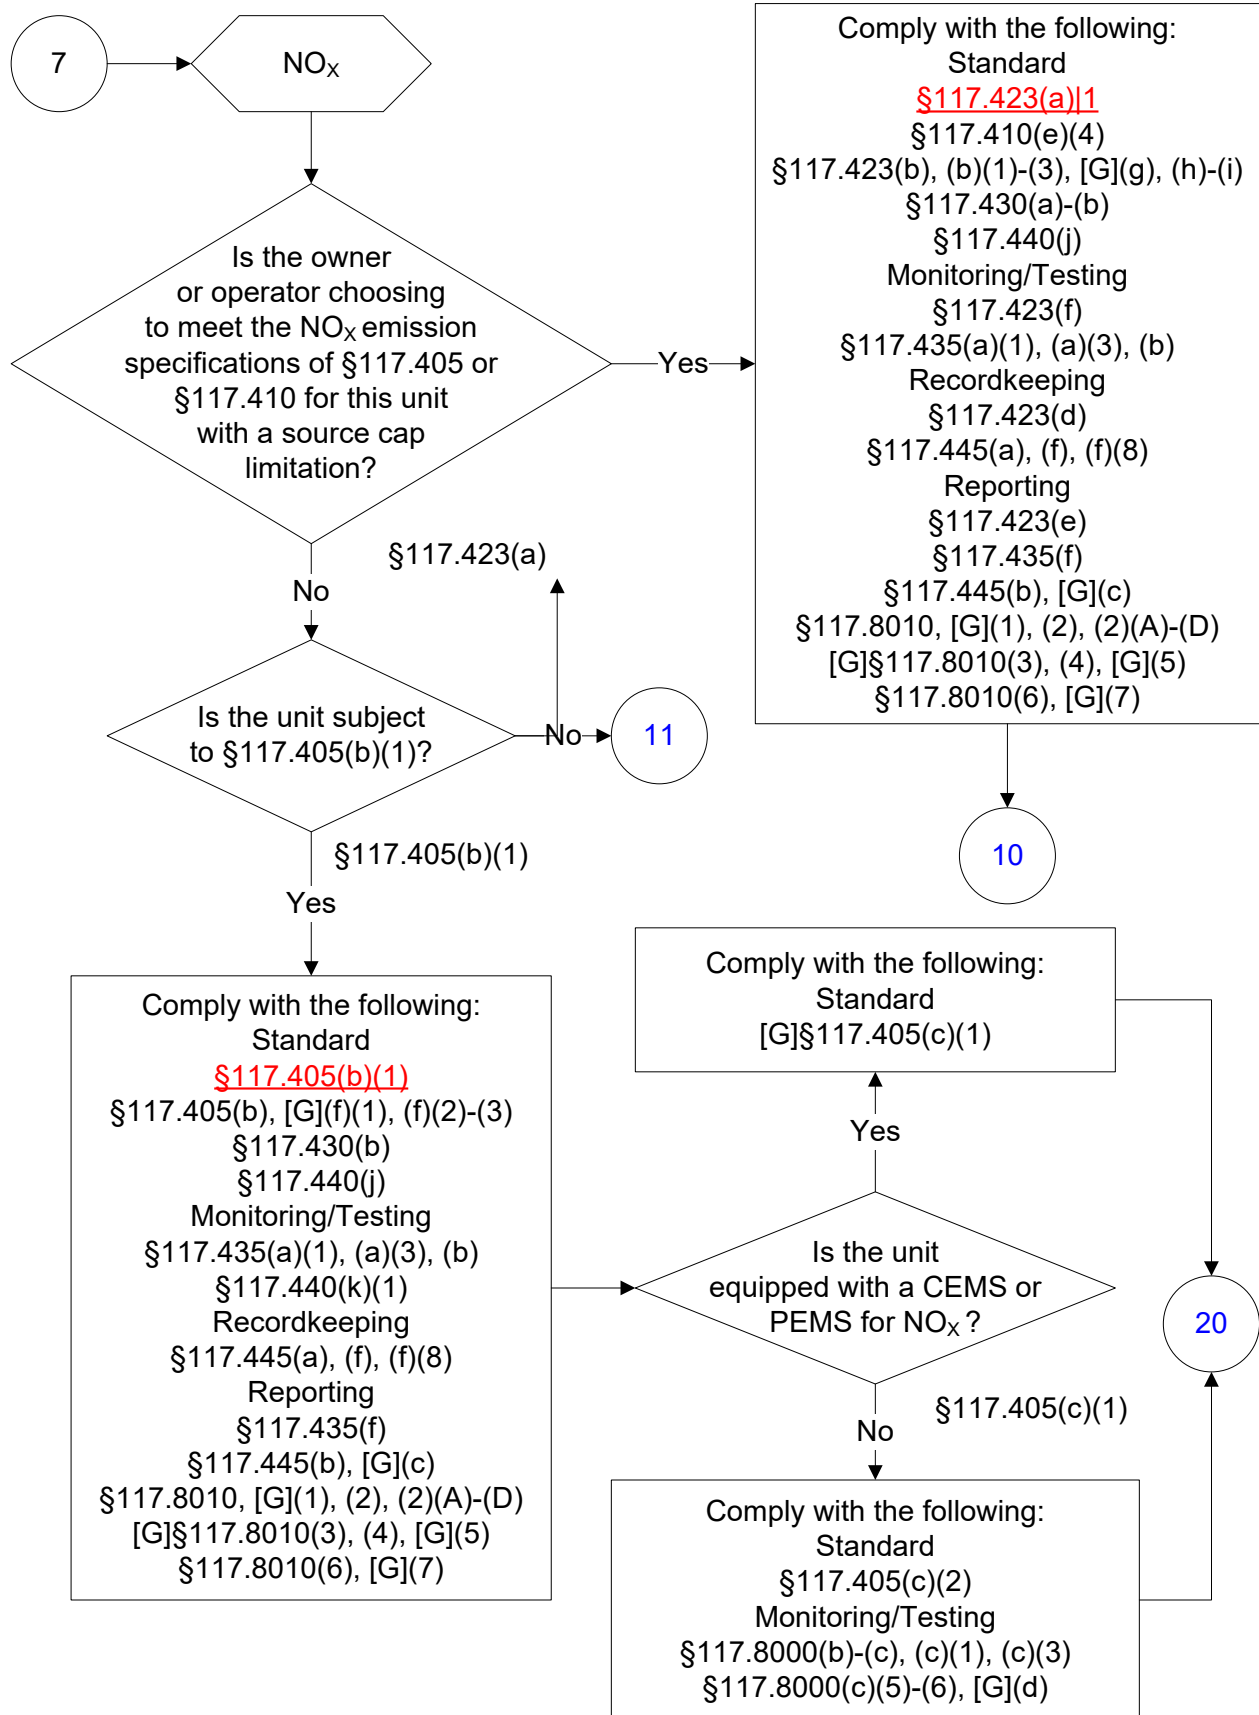 7
NOX
Is the owner
or operator choosing
to meet the NOX emission
specifications of §117.405 or
§117.410 for this unit
with a source cap
limitation?
Yes
Comply with the following:
Standard
§117.423(a)|1
§117.410(e)(4)
§117.423(b), (b)(1)-(3), [G](g), (h)-(i)
§117.430(a)-(b)
§117.440(j)
Monitoring/Testing
§117.423(f)
§117.435(a)(1), (a)(3), (b)
Recordkeeping
§117.423(d)
§117.445(a), (f), (f)(8)
Reporting
§117.423(e)
§117.435(f)
§117.445(b), [G](c)
§117.8010, [G](1), (2), (2)(A)-(D)
[G]§117.8010(3), (4), [G](5)
§117.8010(6), [G](7)
10
§117.423(a)
No
Is the unit subject
to §117.405(b)(1)?
No
11
§117.405(b)(1)
Yes
Comply with the following:
Standard
§117.405(b)(1)
§117.405(b), [G](f)(1), (f)(2)-(3)
§117.430(b)
§117.440(j)
Monitoring/Testing
§117.435(a)(1), (a)(3), (b)
§117.440(k)(1)
Recordkeeping
§117.445(a), (f), (f)(8)
Reporting
§117.435(f)
§117.445(b), [G](c)
§117.8010, [G](1), (2), (2)(A)-(D)
[G]§117.8010(3), (4), [G](5)
§117.8010(6), [G](7)
Comply with the following:
Standard
[G]§117.405(c)(1)
Yes
Is the unit
equipped with a CEMS or
PEMS for NOX ?
20
§117.405(c)(1)
No
Comply with the following:
Standard
§117.405(c)(2)
Monitoring/Testing
§117.8000(b)-(c), (c)(1), (c)(3)
§117.8000(c)(5)-(6), [G](d)